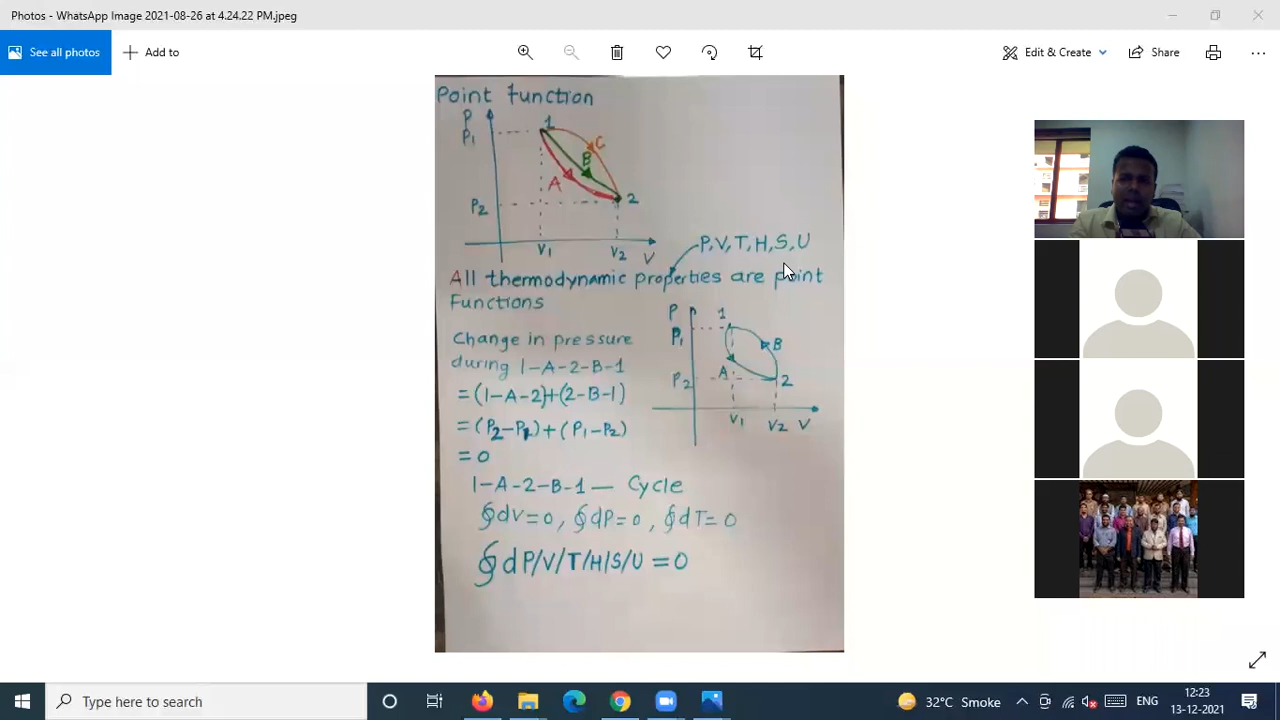 Photos - WhatsApp Image 2021-08-26 at 4.24.22 PM.jpeg
See all photos
Add to
Edit & Create
Share
Point function
P
P1
1
C
B
A
P2
2
V1
V2
V
P, V, T, H, S, U
All thermodynamic properties are point
Functions
Change in pressure
during 1-A-2-B-1
=(1-A-2)+(2-B-1)
=(P2-P1)+(P1-P2)
=0
P
1
P1
B
A
P2
2
V1
V2
V
1-A-2-B-1 — Cycle
∮dV=0, ∮dP=0, ∮dT=0
∮dP/V/T/H/S/U=0
Type here to search
32°C Smoke
ENG
12:23
13-12-2021